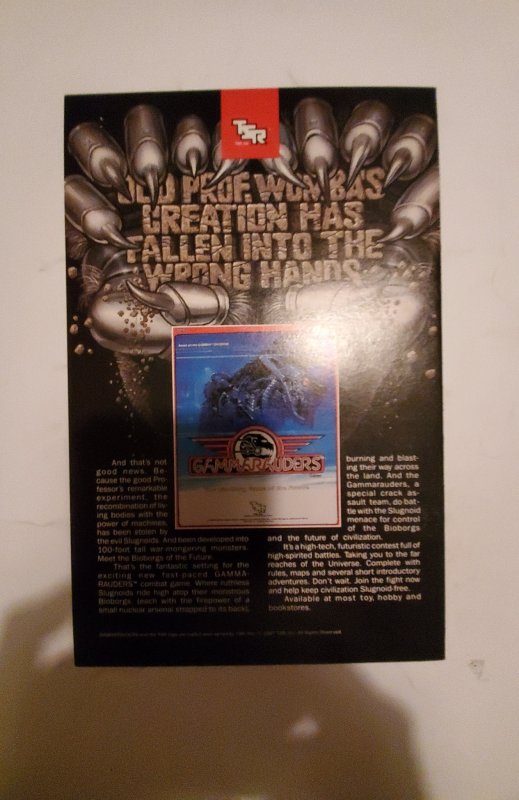 TSR
OLD PROF. WOMBAS
CREATION HAS
FALLEN INTO THE
WRONG HANDS
GAMMARAUDERS
And that's not
good news. Be-
cause the good Pro-
fessor's remarkable
experiment, the
recombination of liv-
ing bodies with the
power of machines,
has been stolen by
the evil Slugnoids. And been developed into
100-foot tall war-mongering monsters.
Meet the Bioborgs of the Future.
That's the fantastic setting for the
exciting new fast-paced GAMMA-
RAUDERS™ combat game. Where ruthless
Slugnoids ride high atop their monstrous
Bioborgs (each with the firepower of a
small nuclear arsenal strapped to its back),
burning and blast-
ing their way across
the land. And the
Gammarauders, a
special crack as-
sault team, do bat-
tle with the Slugnoid
menace for control
of the Bioborgs
and the future of civilization.
It's a high-tech, futuristic contest full of
high-spirited battles. Taking you to the far
reaches of the Universe. Complete with
rules, maps and several short introductory
adventures. Don't wait. Join the fight now
and help keep civilization Slugnoid-free.
Available at most toy, hobby and
bookstores.